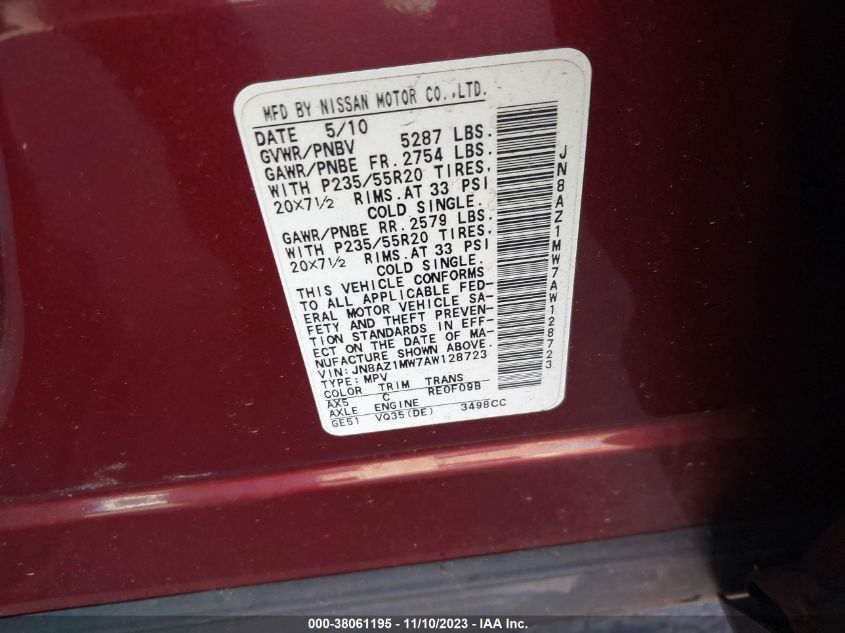 MFD BY NISSAN MOTOR CO.,LTD.
DATE 5/10
GVWR/PNBV 5287 LBS.
GAWR/PNBE FR. 2754 LBS.
WITH P235/55R20 TIRES,
20X7½ RIMS.AT 33 PSI
COLD SINGLE.
GAWR/PNBE RR. 2579 LBS.
WITH P235/55R20 TIRES,
20X7½ RIMS.AT 33 PSI
COLD SINGLE.
THIS VEHICLE CONFORMS
TO ALL APPLICABLE FED-
ERAL MOTOR VEHICLE SA-
FETY AND THEFT PREVEN-
TION STANDARDS IN EFF-
ECT ON THE DATE OF MA-
NUFACTURE SHOWN ABOVE.
VIN: JN8AZ1MW7AW128723
TYPE: MPV
COLOR TRIM TRANS
AX5 C RE0F09B
AXLE ENGINE
GE51 VQ35(DE) 3498CC
JN8AZ1MW7AW128723
000-38061195 - 11/10/2023 - Copyright © 2023 IAA, Inc. All Rights Reserved.